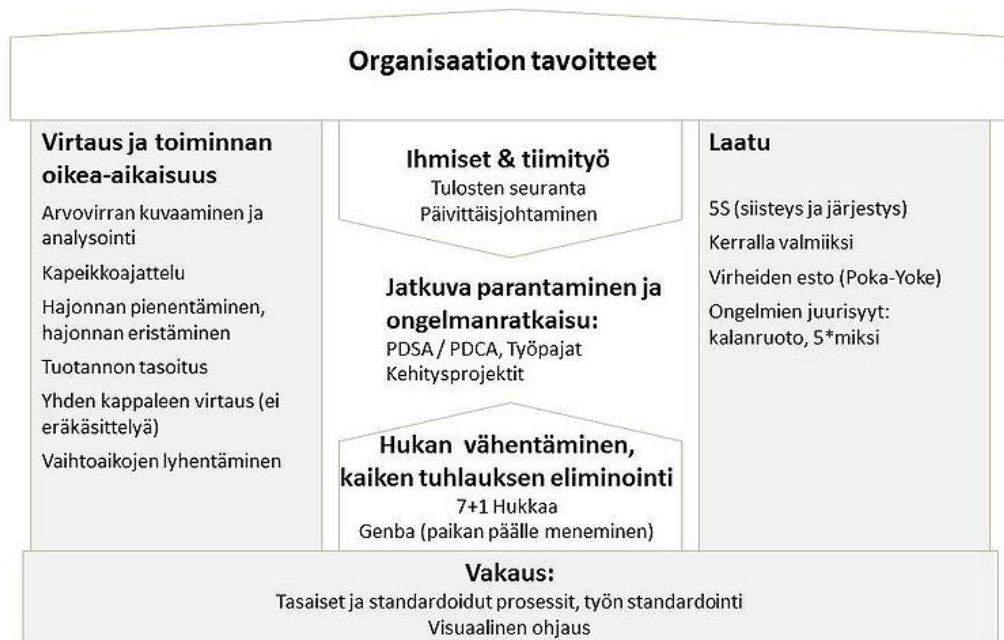 Organisaation tavoitteet
Virtaus ja toiminnan
oikea-aikaisuus
Arvovirran kuvaaminen ja
analysointi
Kapeikkoajattelu
Hajonnan pienentäminen,
hajonnan eristäminen
Tuotannon tasoitus
Yhden kappaleen virtaus (ei
eräkäsittelyä)
Vaihtoaikojen lyhentäminen
Ihmiset & tiimityö
Tulosten seuranta
Päivittäisjohtaminen
Jatkuva parantaminen ja
ongelmanratkaisu:
PDSA / PDCA, Työpajat
Kehitysprojektit
Hukan vähentäminen,
kaiken tuhlauksen eliminointi
7+1 Hukkaa
Genba (paikan päälle meneminen)
Laatu
5S (siisteys ja järjestys)
Kerralla valmiiksi
Virheiden esto (Poka-Yoke)
Ongelmien juurisyyt:
kalanruoto, 5*miksi
Vakaus:
Tasaiset ja standardoidut prosessit, työn standardointi
Visuaalinen ohjaus